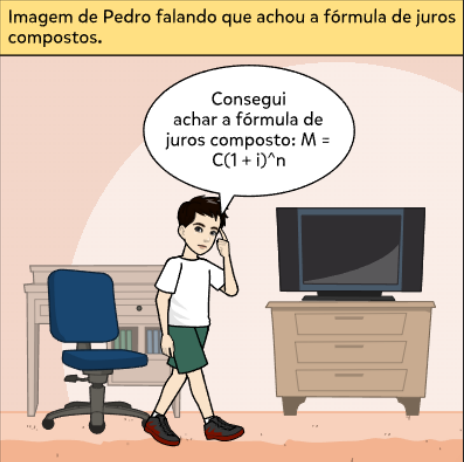 Imagem de Pedro falando que achou a fórmula de juros
compostos.
Consegui
achar a fórmula de
juros composto: M =
C(1 + i)^n